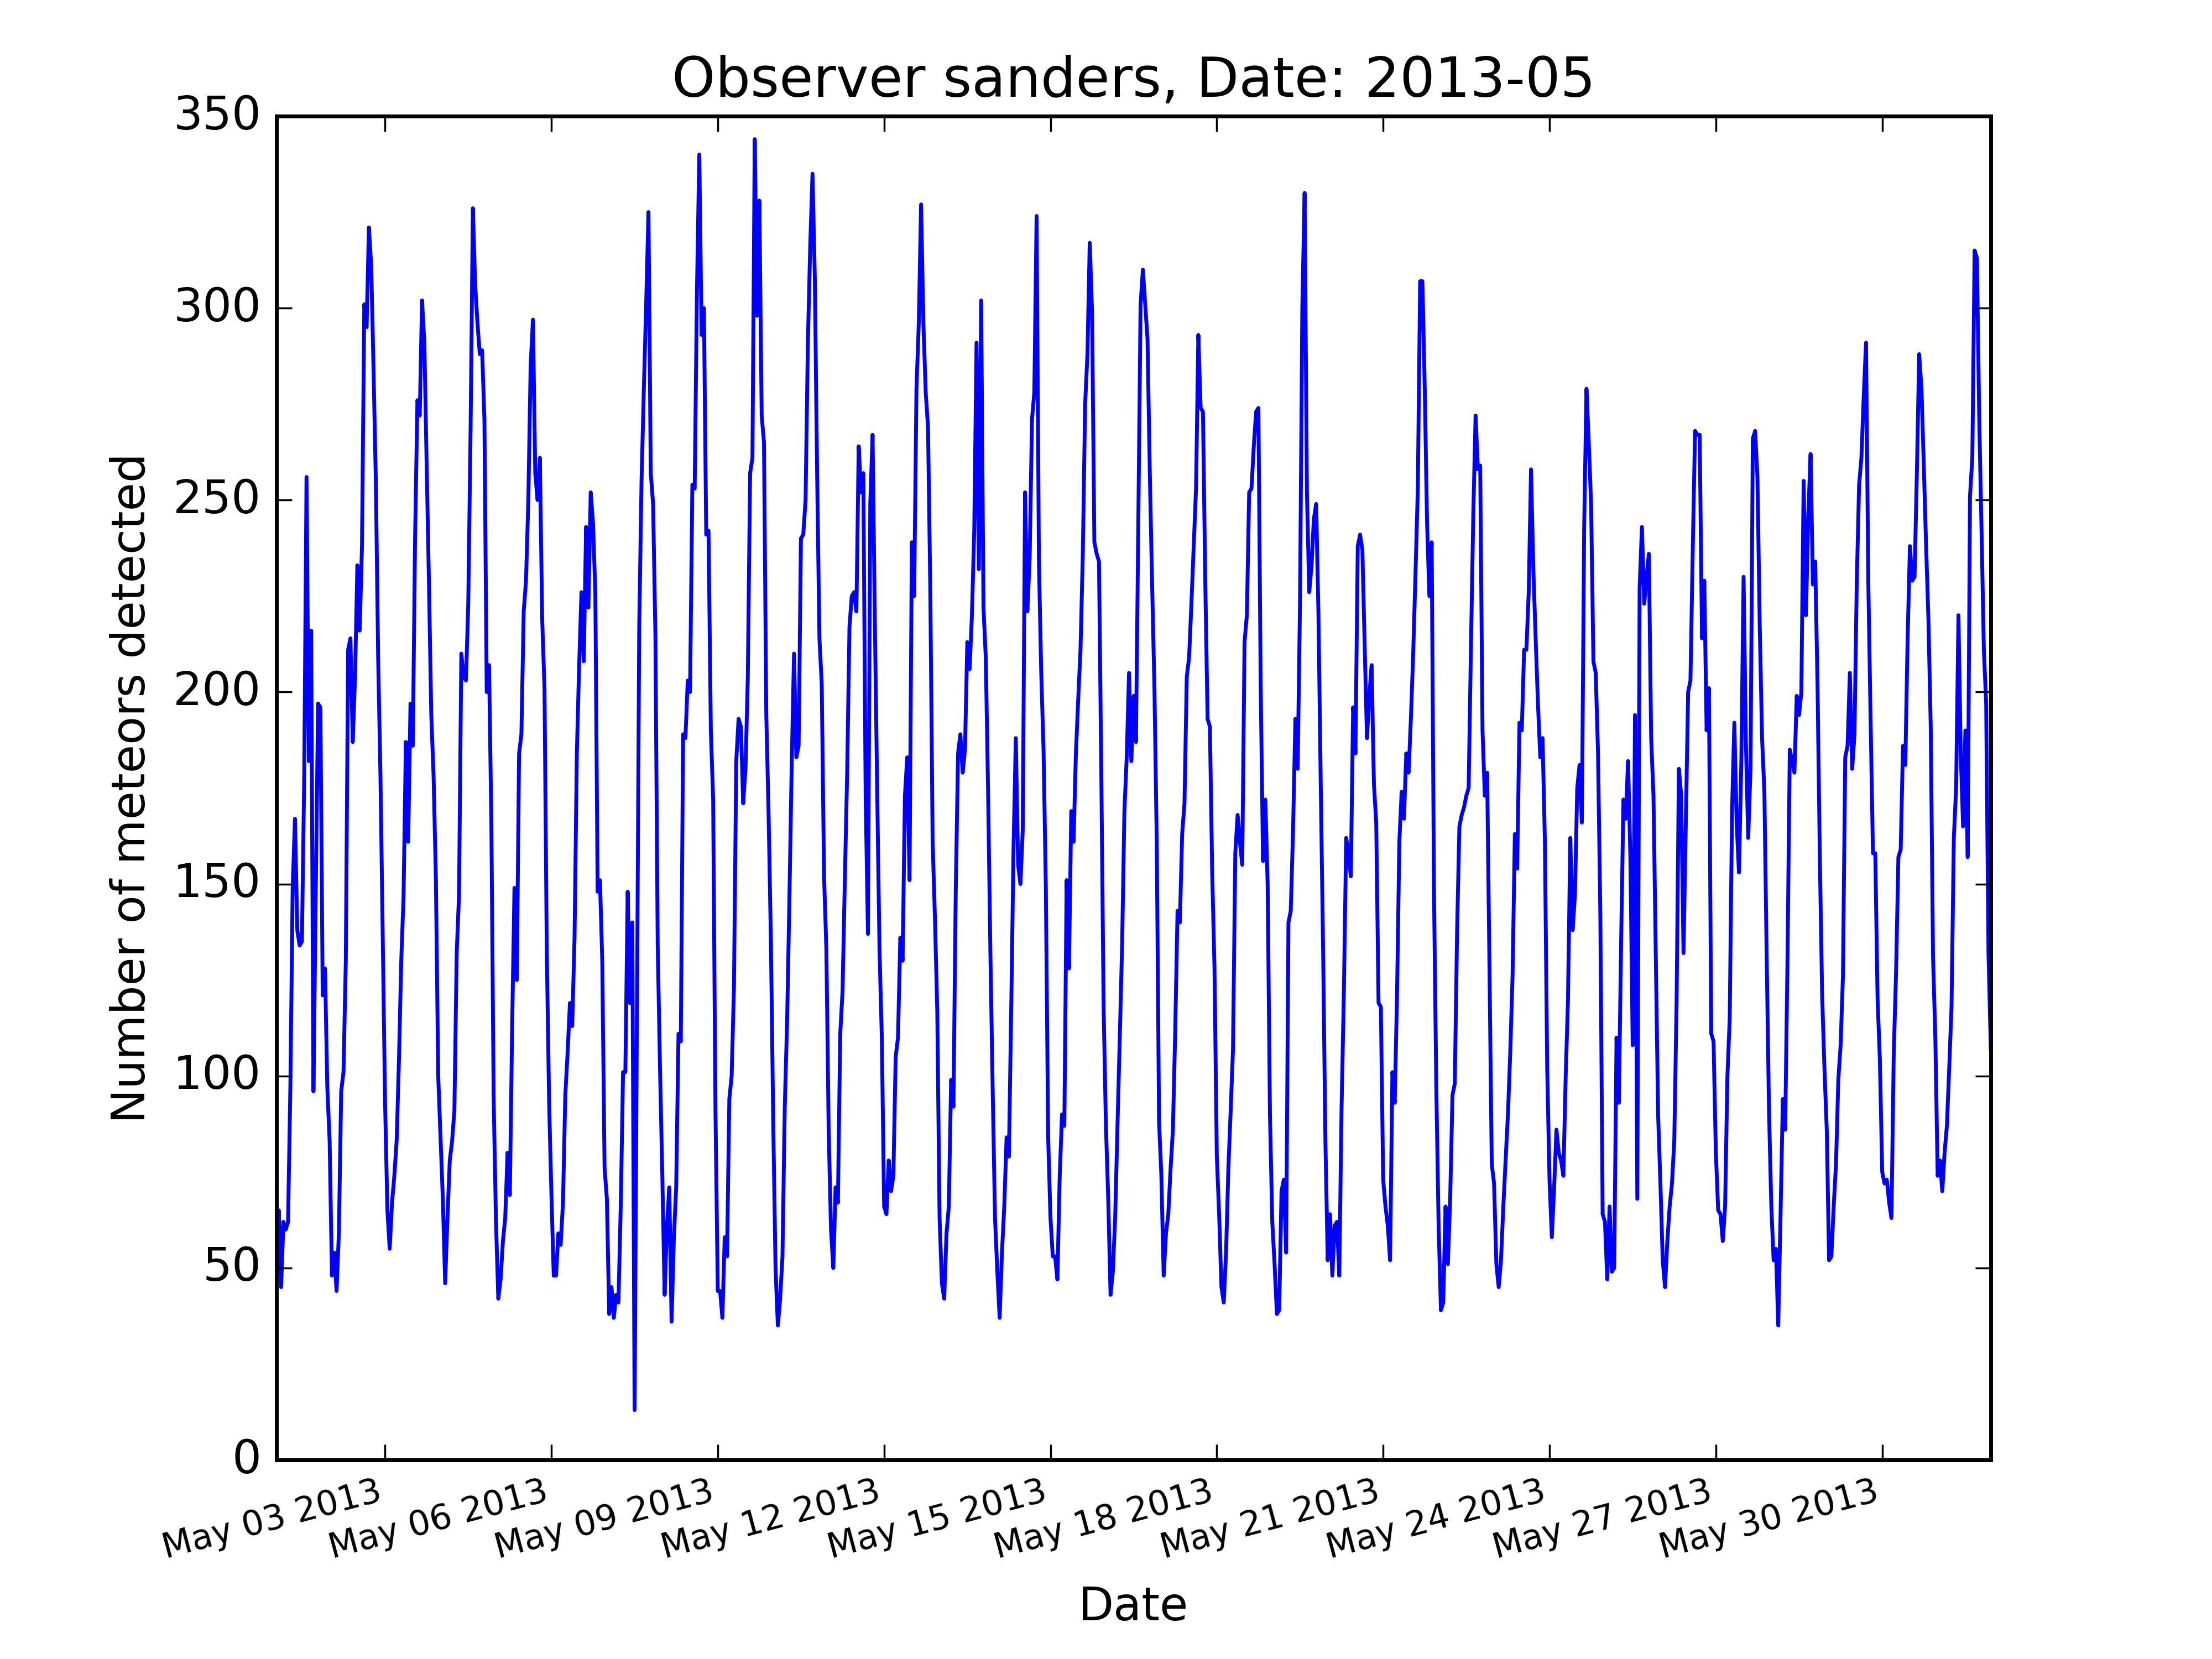 Observer sanders, Date: 2013-05
350
300
250
200
150
100
50
0
Number of meteors detected
May 03 2013
May 06 2013
May 09 2013
May 12 2013
May 15 2013
May 18 2013
May 21 2013
May 24 2013
May 27 2013
May 30 2013
Date